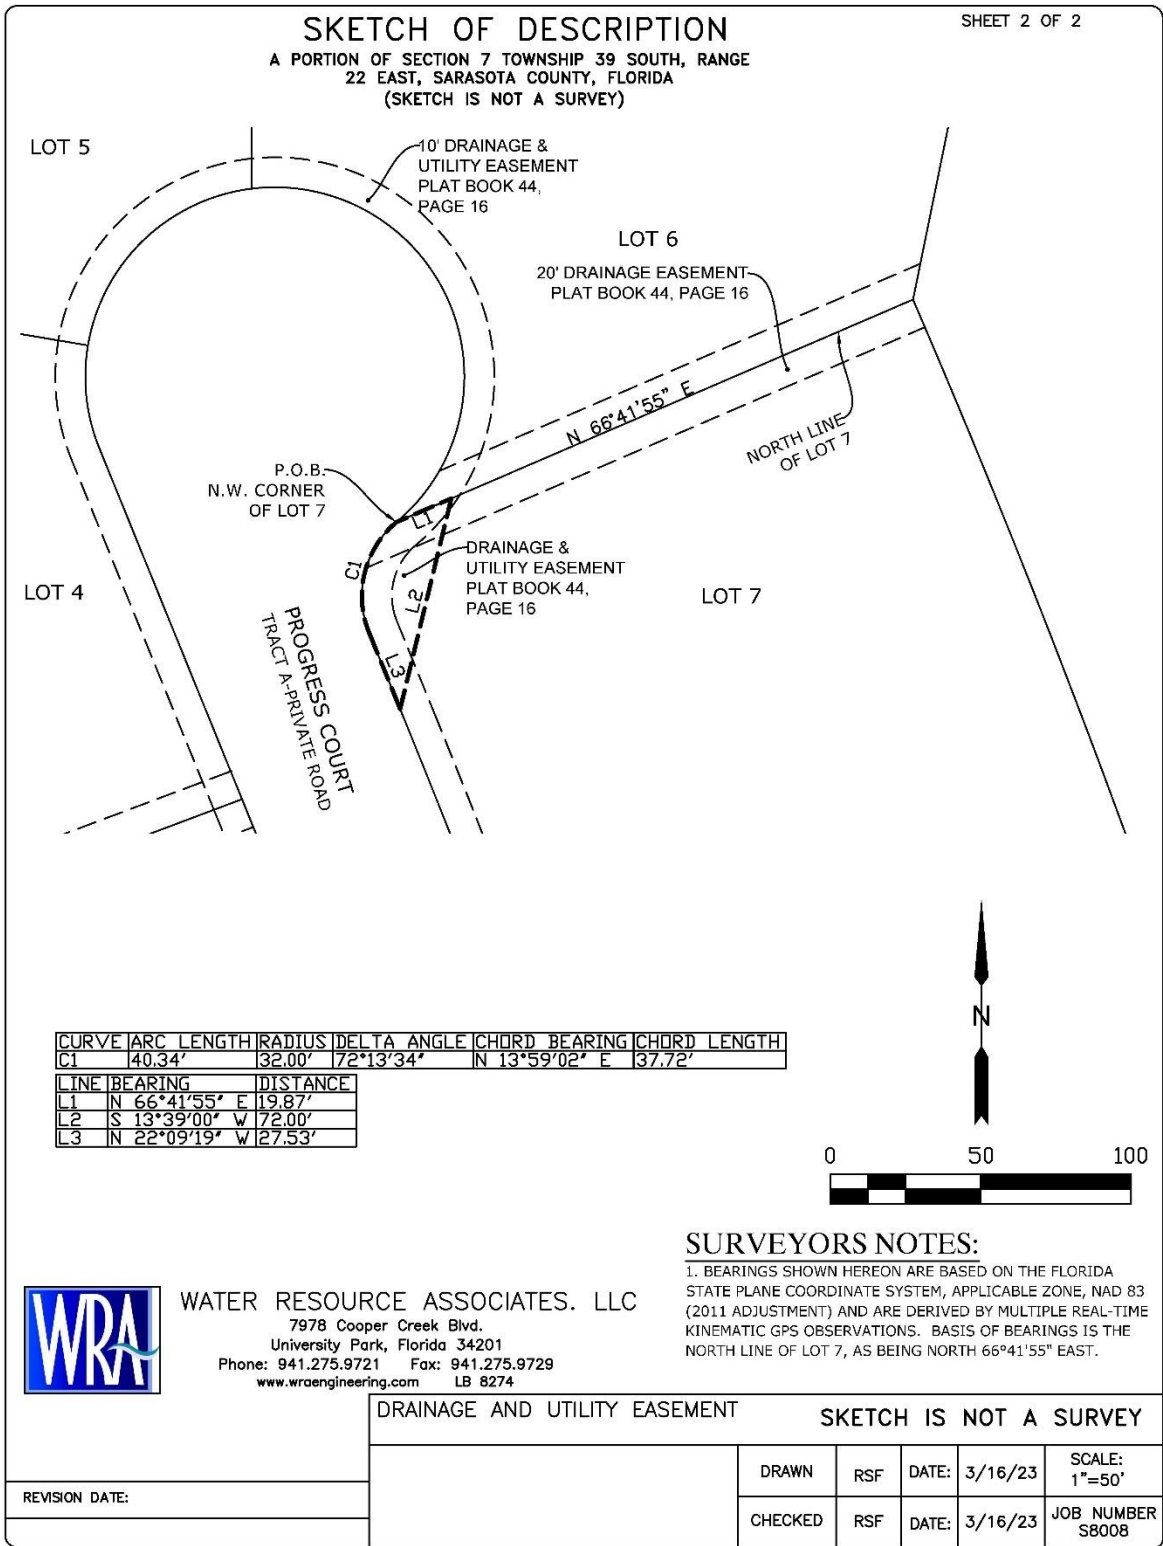 SKETCH OF DESCRIPTION
SHEET 2 OF 2
A PORTION OF SECTION 7 TOWNSHIP 39 SOUTH, RANGE
22 EAST, SARASOTA COUNTY, FLORIDA
(SKETCH IS NOT A SURVEY)
LOT 5
10' DRAINAGE &
UTILITY EASEMENT
PLAT BOOK 44,
PAGE 16
LOT 6
20' DRAINAGE EASEMENT
PLAT BOOK 44, PAGE 16
N 66°41'55" E
NORTH LINE
OF LOT 7
P.O.B.
N.W. CORNER
OF LOT 7
L1
C1
DRAINAGE &
UTILITY EASEMENT
PLAT BOOK 44,
PAGE 16
L2
LOT 4
LOT 7
L3
PROGRESS COURT
TRACT A-PRIVATE ROAD
N
CURVE ARC LENGTH RADIUS DELTA ANGLE CHORD BEARING CHORD LENGTH
C1 40.34' 32.00' 72°13'34" N 13°59'02" E 37.72'
LINE BEARING DISTANCE
L1 N 66°41'55" E 19.87'
L2 S 13°39'00" W 72.00'
L3 N 22°09'19" W 27.53'
0 50 100
SURVEYORS NOTES:
1. BEARINGS SHOWN HEREON ARE BASED ON THE FLORIDA
STATE PLANE COORDINATE SYSTEM, APPLICABLE ZONE, NAD 83
(2011 ADJUSTMENT) AND ARE DERIVED BY MULTIPLE REAL-TIME
KINEMATIC GPS OBSERVATIONS. BASIS OF BEARINGS IS THE
NORTH LINE OF LOT 7, AS BEING NORTH 66°41'55" EAST.
WRA
WATER RESOURCE ASSOCIATES. LLC
7978 Cooper Creek Blvd.
University Park, Florida 34201
Phone: 941.275.9721 Fax: 941.275.9729
www.wraengineering.com LB 8274
DRAINAGE AND UTILITY EASEMENT
SKETCH IS NOT A SURVEY
DRAWN RSF DATE: 3/16/23 SCALE:
1"=50'
REVISION DATE:
CHECKED RSF DATE: 3/16/23 JOB NUMBER
S8008